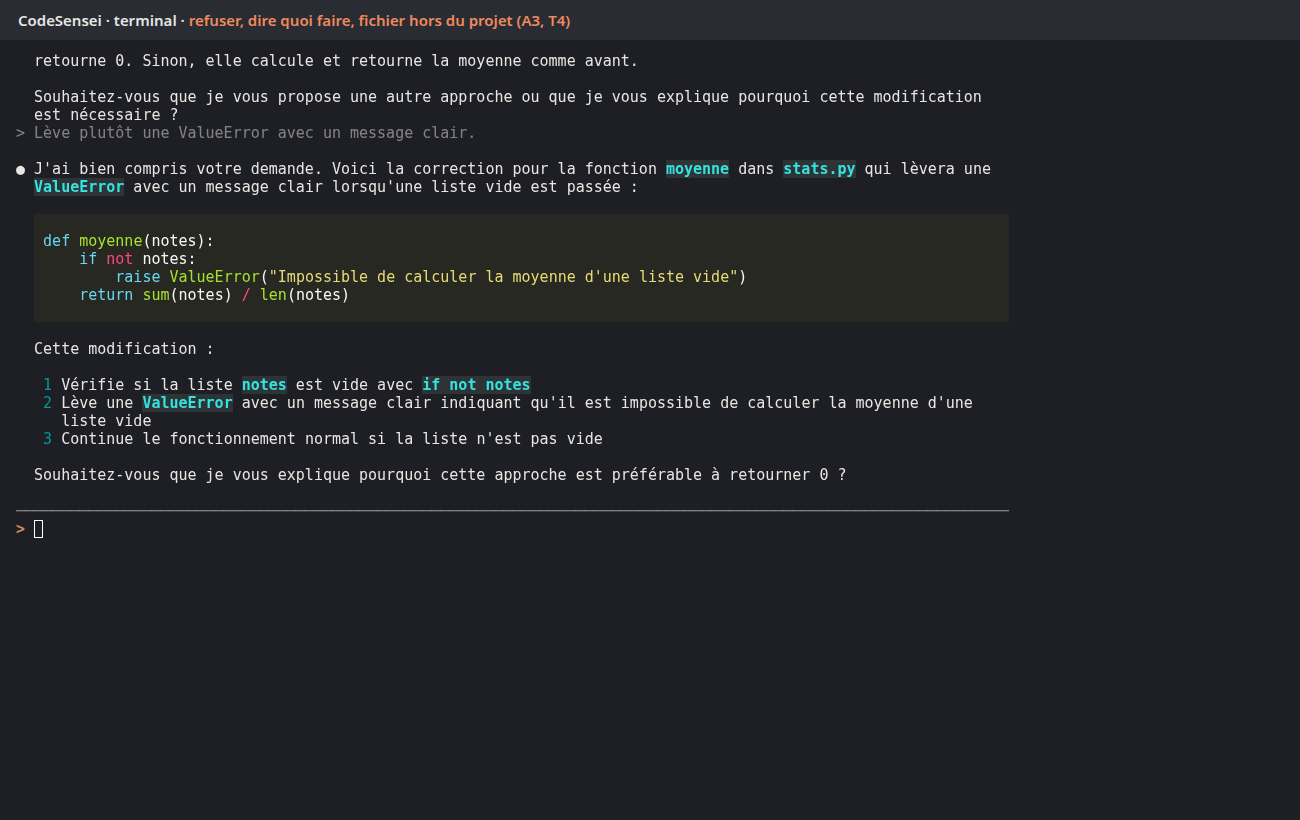 CodeSensei · terminal · refuser, dire quoi faire, fichier hors du projet (A3, T4)
retourne 0. Sinon, elle calcule et retourne la moyenne comme avant.
Souhaitez-vous que je vous propose une autre approche ou que je vous explique pourquoi cette modification
est nécessaire ?
> Lève plutôt une ValueError avec un message clair.
● J'ai bien compris votre demande. Voici la correction pour la fonction moyenne dans stats.py qui lèvera une
ValueError avec un message clair lorsqu'une liste vide est passée :
def moyenne(notes):
    if not notes:
        raise ValueError("Impossible de calculer la moyenne d'une liste vide")
    return sum(notes) / len(notes)
Cette modification :
1 Vérifie si la liste notes est vide avec if not notes
2 Lève une ValueError avec un message clair indiquant qu'il est impossible de calculer la moyenne d'une
liste vide
3 Continue le fonctionnement normal si la liste n'est pas vide
Souhaitez-vous que je vous explique pourquoi cette approche est préférable à retourner 0 ?
>